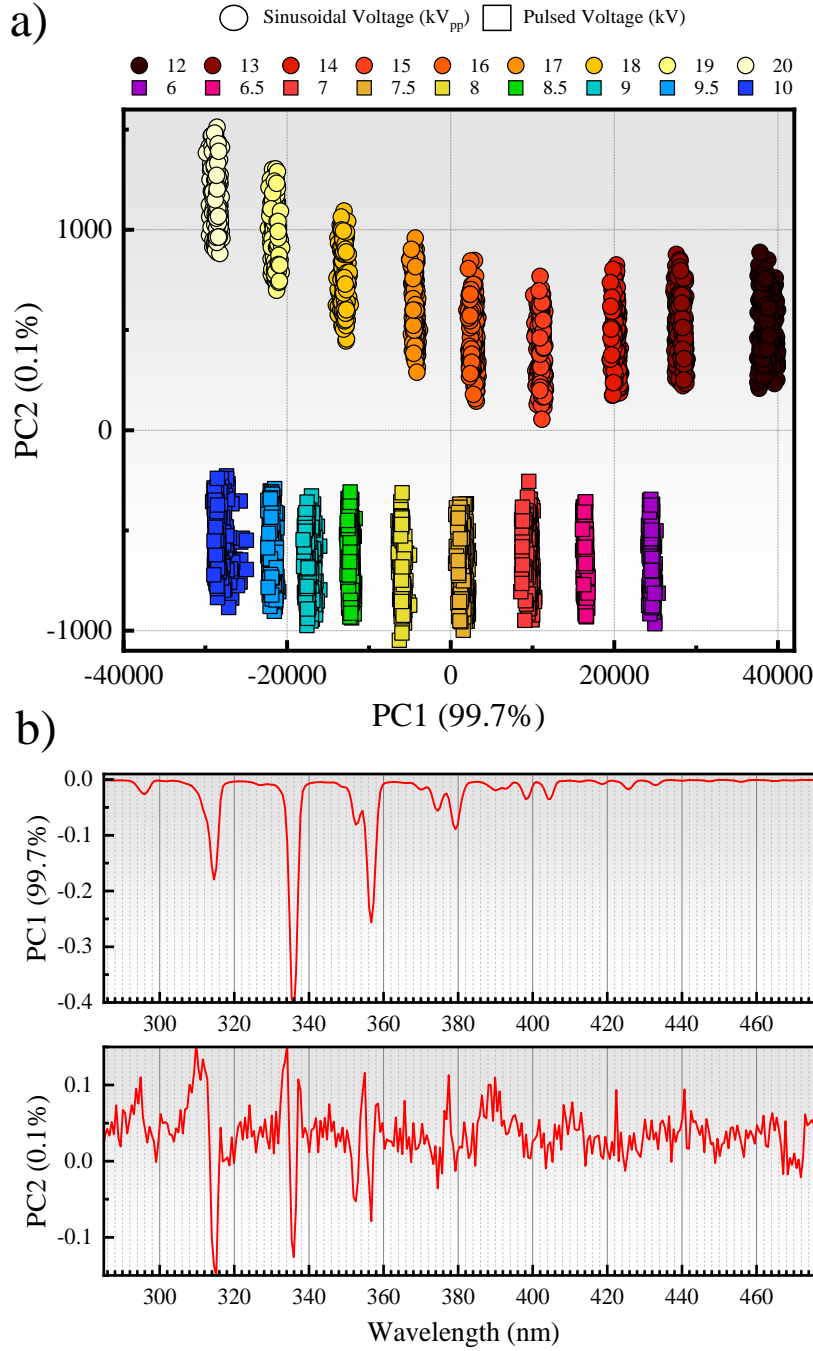 a)
Sinusoidal Voltage (kVpp) Pulsed Voltage (kV)
12 13 14 15 16 17 18 19 20
6 6.5 7 7.5 8 8.5 9 9.5 10
1000
0
-1000
PC2 (0.1%)
-40000 -20000 0 20000 40000
PC1 (99.7%)
b)
0.0
-0.1
-0.2
-0.3
-0.4
PC1 (99.7%)
300 320 340 360 380 400 420 440 460
0.1
0.0
-0.1
PC2 (0.1%)
300 320 340 360 380 400 420 440 460
Wavelength (nm)